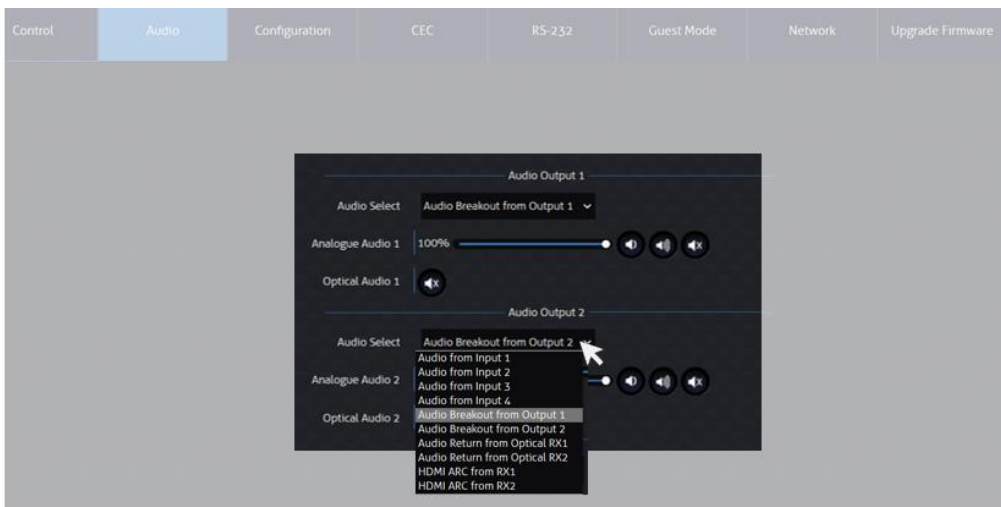 Control Audio Configuration CEC RS-232 Guest Mode Network Upgrade Firmware
Audio Output 1
Audio Select Audio Breakout from Output 1
Analogue Audio 1 100%
Optical Audio 1
Audio Output 2
Audio Select Audio Breakout from Output 2
Audio from Input 1
Audio from Input 2
Analogue Audio 2
Audio from Input 3
Audio from Input 4
Optical Audio 2
Audio Breakout from Output 1
Audio Breakout from Output 2
Audio Return from Optical RX1
Audio Return from Optical RX2
HDMI ARC from RX1
HDMI ARC from RX2